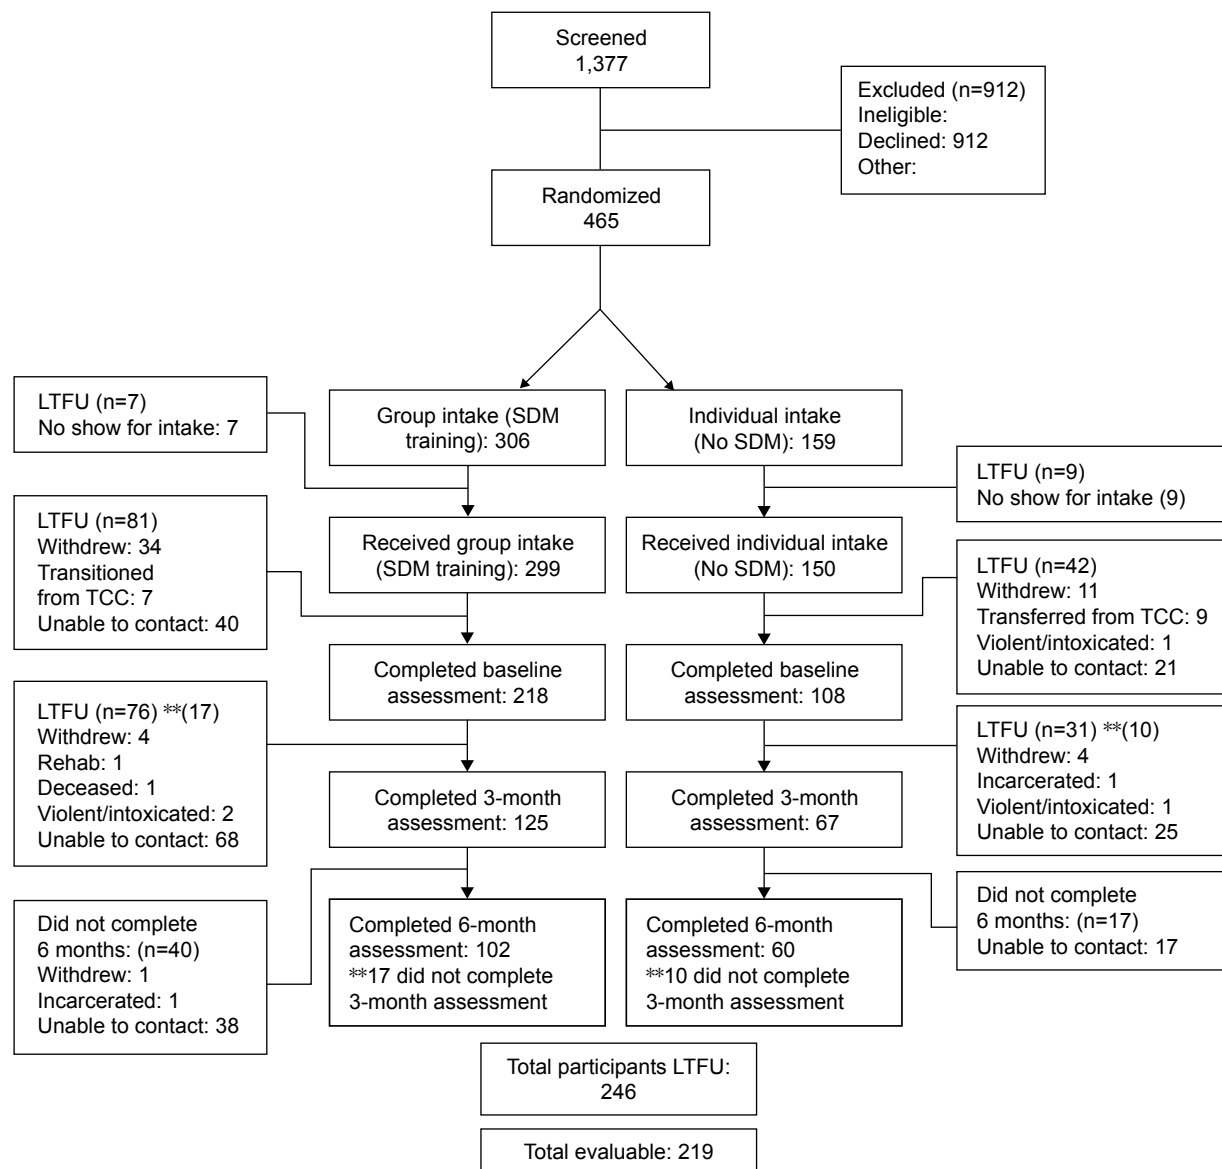 Screened
1,377
Excluded (n=912)
Ineligible:
Declined: 912
Other:
Randomized
465
LTFU (n=7)
No show for intake: 7
Group intake (SDM
training): 306
Individual intake
(No SDM): 159
LTFU (n=9)
No show for intake (9)
LTFU (n=81)
Withdrew: 34
Transitioned
from TCC: 7
Unable to contact: 40
Received group intake
(SDM training): 299
Received individual intake
(No SDM): 150
LTFU (n=42)
Withdrew: 11
Transferred from TCC: 9
Violent/intoxicated: 1
Unable to contact: 21
Completed baseline
assessment: 218
Completed baseline
assessment: 108
LTFU (n=76) **(17)
Withdrew: 4
Rehab: 1
Deceased: 1
Violent/intoxicated: 2
Unable to contact: 68
LTFU (n=31) **(10)
Withdrew: 4
Incarcerated: 1
Violent/intoxicated: 1
Unable to contact: 25
Completed 3-month
assessment: 125
Completed 3-month
assessment: 67
Did not complete
6 months: (n=40)
Withdrew: 1
Incarcerated: 1
Unable to contact: 38
Completed 6-month
assessment: 102
**17 did not complete
3-month assessment
Completed 6-month
assessment: 60
**10 did not complete
3-month assessment
Did not complete
6 months: (n=17)
Unable to contact: 17
Total participants LTFU:
246
Total evaluable: 219